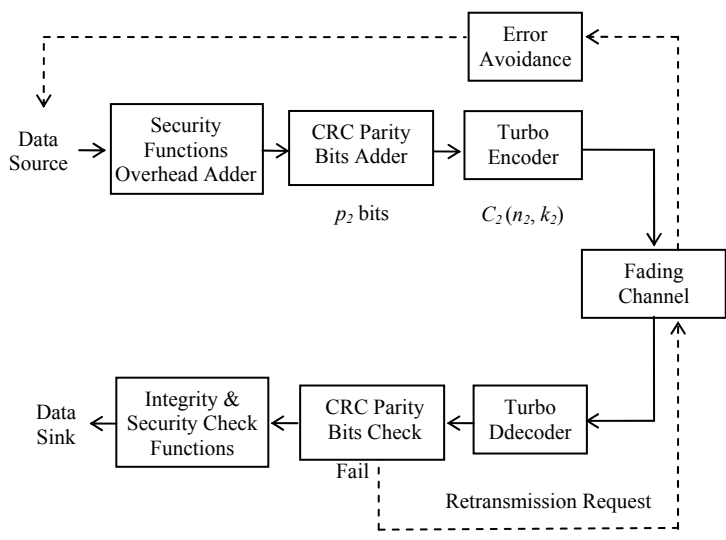 Error
Avoidance
Data
Source
Security
Functions
Overhead Adder
CRC Parity
Bits Adder
Turbo
Encoder
p₂ bits
C₂ (n₂, k₂)
Fading
Channel
Data
Sink
Integrity &
Security Check
Functions
CRC Parity
Bits Check
Turbo
Ddecoder
Fail
Retransmission Request